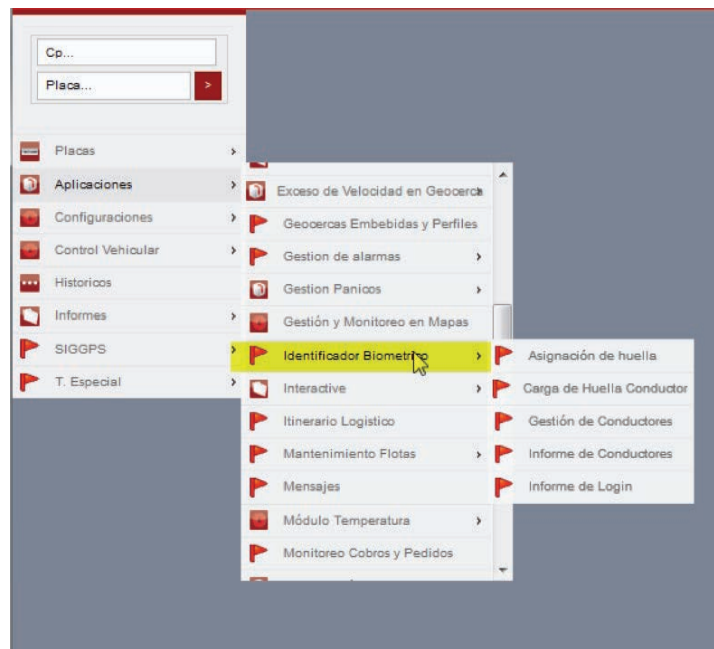 Cp...
Placa...
>
Placas
Aplicaciones
Configuraciones
Control Vehicular
Historicos
Informes
SIGGPS
T. Especial
Exceso de Velocidad en Geocerca
Geocercas Embebidas y Perfiles
Gestion de alarmas
Gestion Panicos
Gestión y Monitoreo en Mapas
Identificador Biometrico
Interactive
Itinerario Logistico
Mantenimiento Flotas
Mensajes
Módulo Temperatura
Monitoreo Cobros y Pedidos
Asignación de huella
Carga de Huella Conductor
Gestión de Conductores
Informe de Conductores
Informe de Login